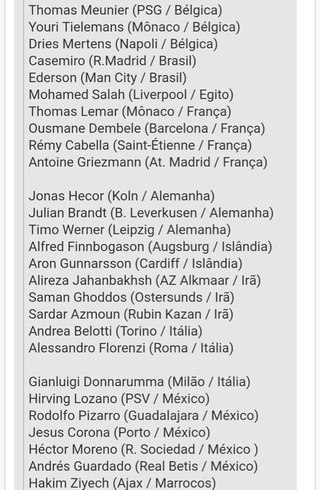 Thomas Meunier (PSG / Bélgica)
Youri Tielemans (Mônaco / Bélgica)
Dries Mertens (Napoli / Bélgica)
Casemiro (R.Madrid / Brasil)
Ederson (Man City / Brasil)
Mohamed Salah (Liverpool / Egito)
Thomas Lemar (Mônaco / França)
Ousmane Dembele (Barcelona / França)
Rémy Cabella (Saint-Étienne / França)
Antoine Griezmann (At. Madrid / França)
Jonas Hecor (Koln / Alemanha)
Julian Brandt (B. Leverkusen / Alemanha)
Timo Werner (Leipzig / Alemanha)
Alfred Finnbogason (Augsburg / Islândia)
Aron Gunnarsson (Cardiff / Islândia)
Alireza Jahanbakhsh (AZ Alkmaar / Irã)
Saman Ghoddos (Ostersunds / Irã)
Sardar Azmoun (Rubin Kazan / Irã)
Andrea Belotti (Torino / Itália)
Alessandro Florenzi (Roma / Itália)
Gianluigi Donnarumma (Milão / Itália)
Hirving Lozano (PSV / México)
Rodolfo Pizarro (Guadalajara / México)
Jesus Corona (Porto / México)
Héctor Moreno (R. Sociedad / México )
Andrés Guardado (Real Betis / México)
Hakim Ziyech (Ajax / Marrocos)